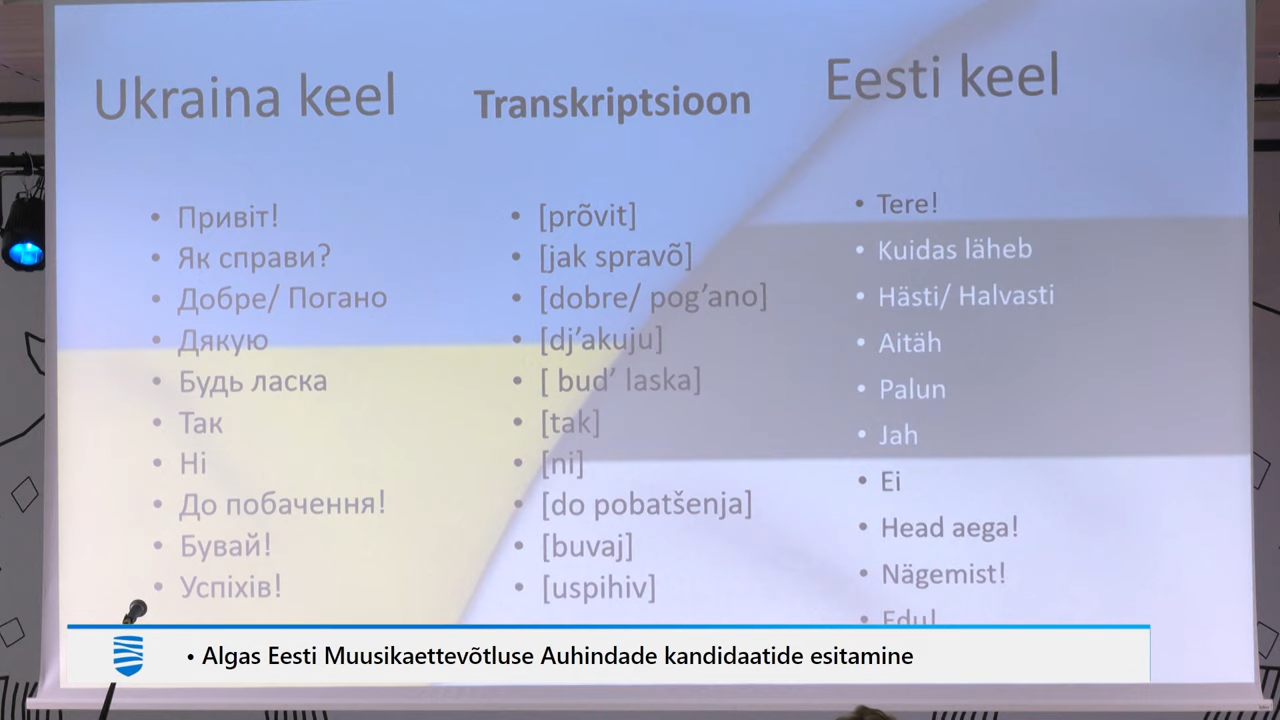 Ukraina keel
Привіт!
Як справи?
Добре/ Погано
Дякую
Будь ласка
Так
Ні
До побачення!
Бувай!
Успіхів!
Transkriptsioon
[prõvit]
[jak spravõ]
[dobre/ pog’ano]
[dj’akuju]
[ bud’ laska]
[tak]
[ni]
[do pobatšenja]
[buvaj]
[uspihiv]
Eesti keel
Tere!
Kuidas läheb
Hästi/ Halvasti
Aitäh
Palun
Jah
Ei
Head aega!
Nägemist!
Edu!
• Algas Eesti Muusikaettevõtluse Auhindade kandidaatide esitamine